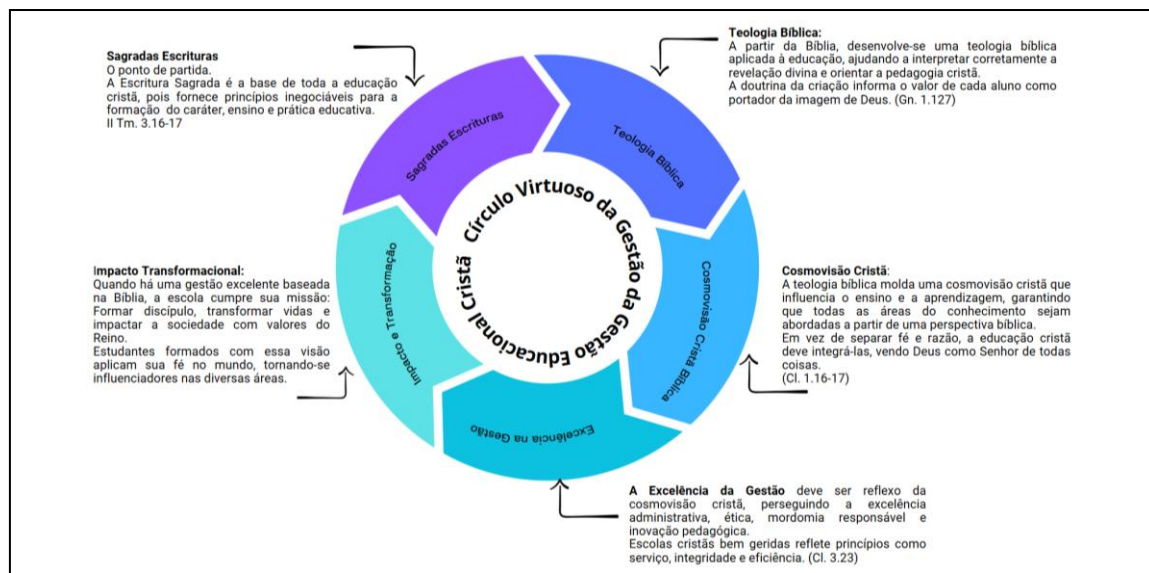 Sagradas Escrituras
O ponto de partida.
A Escritura Sagrada é a base de toda a educação
cristã, pois fornece princípios inegociáveis para a
formação do caráter, ensino e prática educativa.
II Tm. 3.16-17
Teologia Bíblica:
A partir da Bíblia, desenvolve-se uma teologia bíblica
aplicada à educação, ajudando a interpretar corretamente a
revelação divina e orientar a pedagogia cristã.
A doutrina da criação informa o valor de cada aluno como
portador da imagem de Deus. (Gn. 1.127)
Sagradas Escrituras
Teologia Bíblica
Círculo Virtuoso da Gestão da Gestão Educacional Cristã
Impacto e Transformação
Cosmovisão Cristã Bíblica
Excelência na Gestão
Impacto Transformacional:
Quando há uma gestão excelente baseada
na Bíblia, a escola cumpre sua missão:
Formar discípulo, transformar vidas e
impactar a sociedade com valores do
Reino.
Estudantes formados com essa visão
aplicam sua fé no mundo, tornando-se
influenciadores nas diversas áreas.
Cosmovisão Cristã:
A teologia bíblica molda uma cosmovisão cristã que
influencia o ensino e a aprendizagem, garantindo
que todas as áreas do conhecimento sejam
abordadas a partir de uma perspectiva bíblica.
Em vez de separar fé e razão, a educação cristã
deve integrá-las, vendo Deus como Senhor de todas
coisas.
(Cl. 1.16-17)
A Excelência da Gestão deve ser reflexo da
cosmovisão cristã, perseguindo a excelência
administrativa, ética, mordomia responsável e
inovação pedagógica.
Escolas cristãs bem geridas reflete princípios como
serviço, integridade e eficiência. (Cl. 3.23)